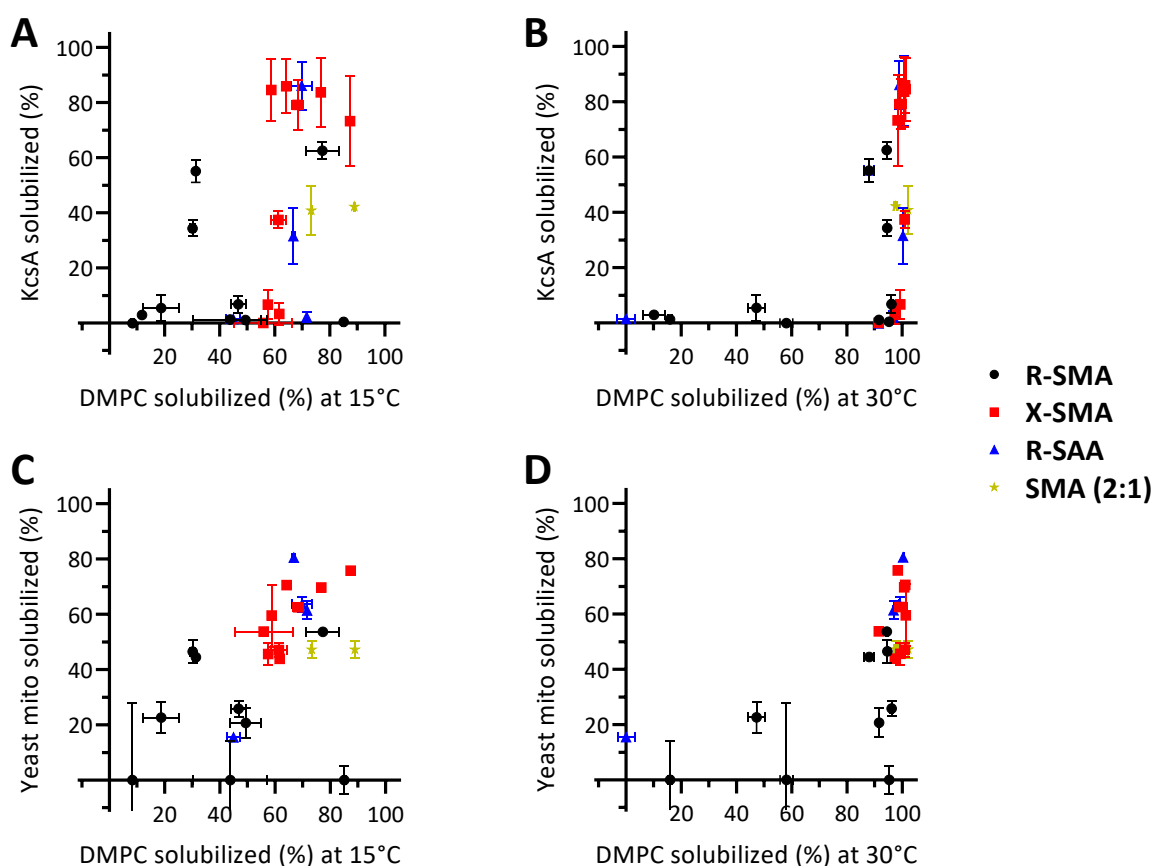 A
KcsA solubilized (%)
100
80
60
40
20
20
40
60
80
100
DMPC solubilized (%) at 15°C
B
KcsA solubilized (%)
100
80
60
40
20
20
40
60
80
100
DMPC solubilized (%) at 30°C
R-SMA
X-SMA
R-SAA
SMA (2:1)
C
Yeast mito solubilized (%)
100
80
60
40
20
20
40
60
80
100
DMPC solubilized (%) at 15°C
D
Yeast mito solubilized (%)
100
80
60
40
20
20
40
60
80
100
DMPC solubilized (%) at 30°C